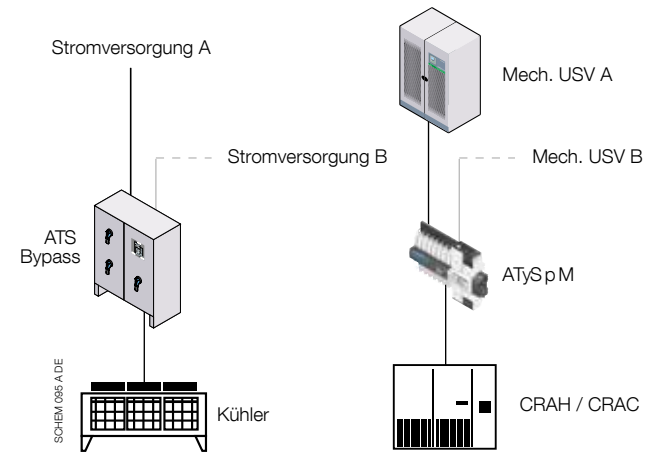 Stromversorgung A
Mech. USV A
Stromversorgung B
Mech. USV B
ATS
Bypass
ATyS p M
SCHEM 095 A DE
Kühler
CRAH / CRAC